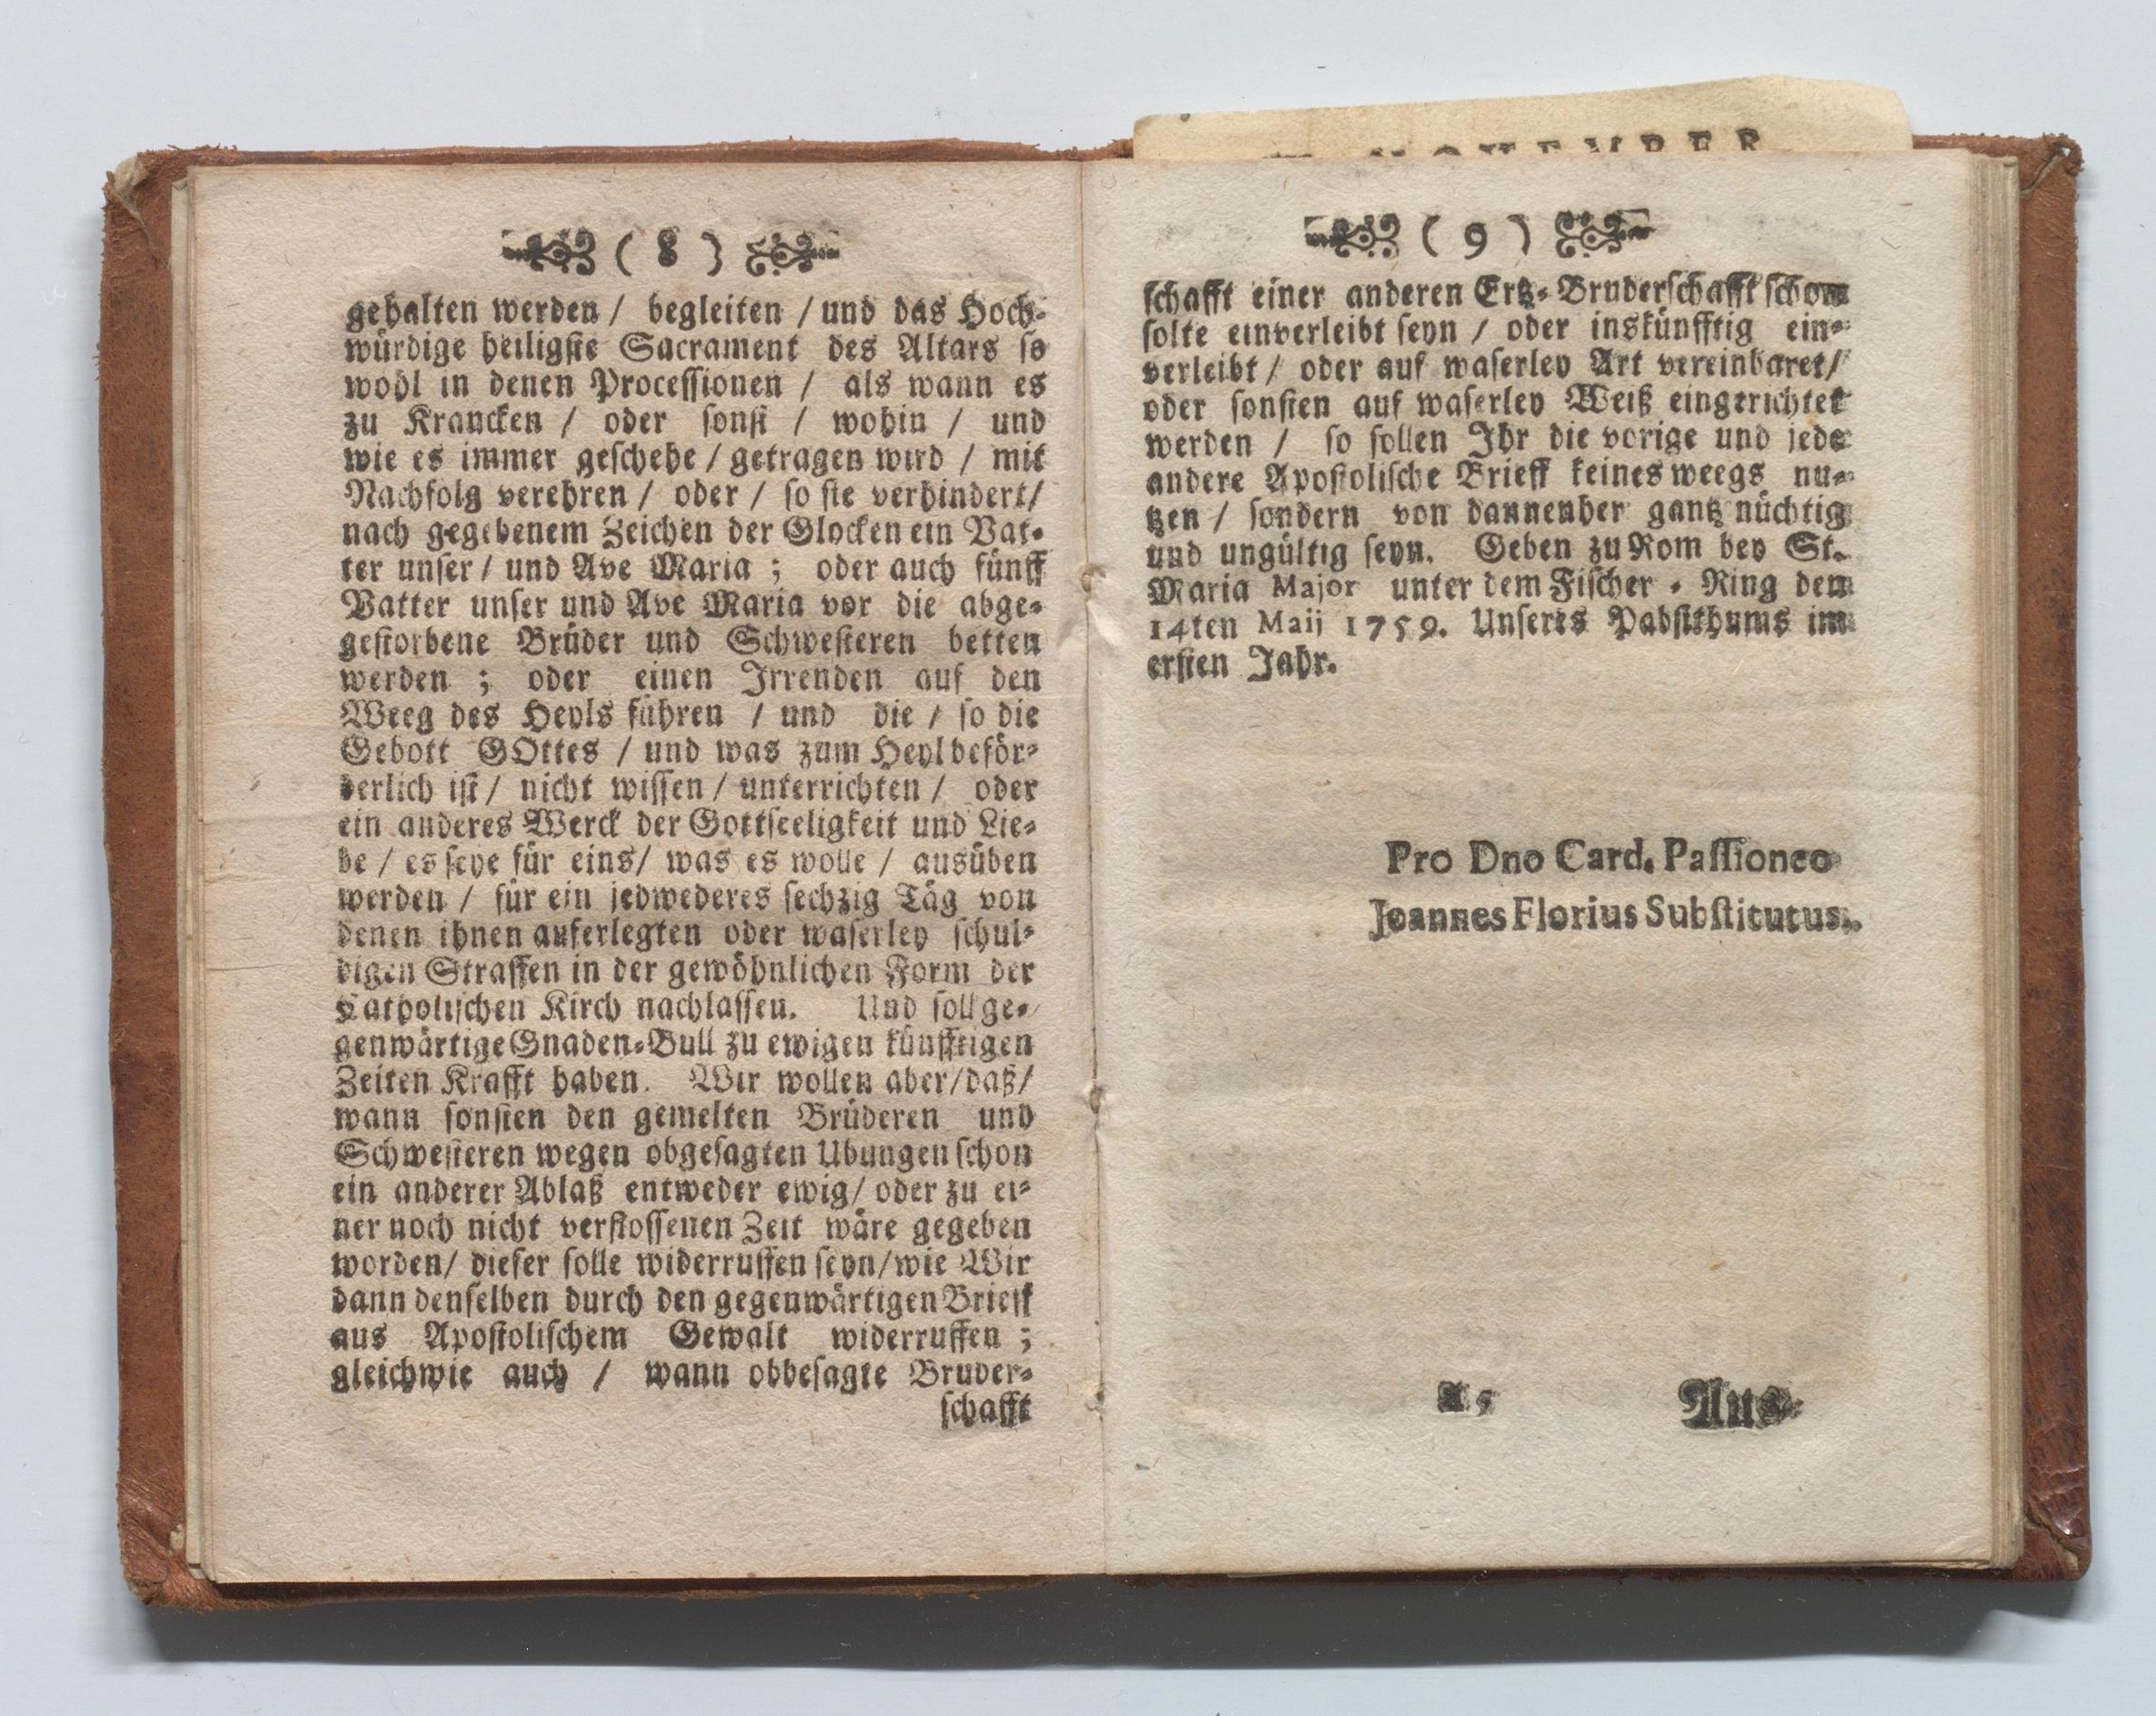 ( 8 )
gehalten werden / begleiten / und das Hoch-
würdige heiligste Sacrament des Altars so
wohl in denen Processionen / als wann es
zu Krancken / oder sonst / wohin / und
wie es immer geschehe / getragen wird / mit
Nachfolg verehren / oder / so sie verhindert/
nach gegebenem Zeichen der Glocken ein Vat-
ter unser / und Ave Maria ; oder auch fünff
Vatter unser und Ave Maria vor die abge-
gestorbene Brüder und Schwesteren betten
werden ; oder einen Irrenden auf den
Weeg des Heyls führen / und die / so die
Gebott GOttes / und was zum Heyl beför-
derlich ist / nicht wissen / unterrichten / oder
ein anderes Werck der Gottseeligkeit und Lie-
be / es seye für eins/ was es wolle / ausüben
werden / für ein jedwederes sechzig Täg von
denen ihnen auferlegten oder waserley schul-
digen Straffen in der gewöhnlichen Form der
Catholischen Kirch nachlassen. Und soll ge-
genwärtige Gnaden-Bull zu ewigen künfftigen
Zeiten Krafft haben. Wir wollen aber/daß/
wann sonsten den gemelten Brüderen und
Schwesteren wegen obgesagten Ubungen schon
ein anderer Ablaß entweder ewig/ oder zu ei-
ner noch nicht verflossenen Zeit wäre gegeben
worden/ dieser solle widerruffen seyn/wie Wir
dann denselben durch den gegenwärtigen Brieff
aus Apostolischem Gewalt widerruffen ;
gleichwie auch / wann obbesagte Bruder-
schafft
NOVEMBER
( 9 )
schafft einer anderen Ertz-Bruderschafft schon
solte einverleibt seyn / oder inskünfftig ein-
verleibt / oder auf waserley Art vereinbaret/
oder sonsten auf waserley Weiß eingerichtet
werden / so sollen Ihr die vorige und jede
andere Apostolische Brieff keines weegs nu-
tzen / sondern von dannenher gantz nüchtig
und ungültig seyn. Geben zu Rom bey St.
Maria Major unter dem Fischer-Ring den
14ten Maij 1759. Unseres Pabstthums im
ersten Jahr.
Pro Dno Card. Passioneo
Joannes Florius Substitutus.
A 5 Aus-